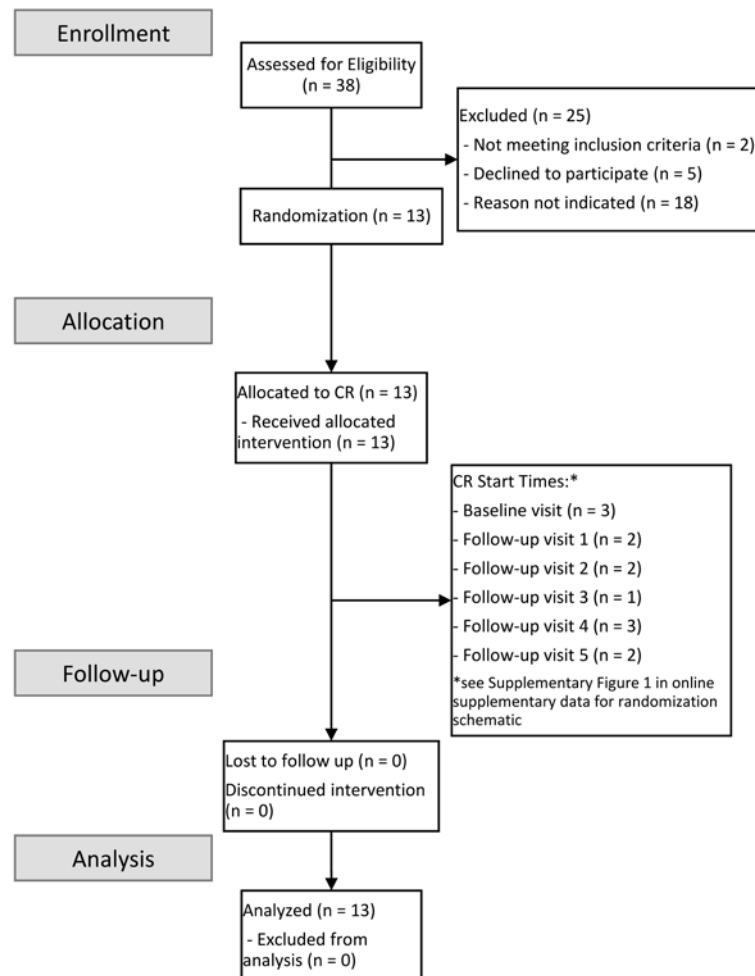 Enrollment
Assessed for Eligibility
(n = 38)
Excluded (n = 25)
- Not meeting inclusion criteria (n = 2)
- Declined to participate (n = 5)
- Reason not indicated (n = 18)
Randomization (n = 13)
Allocation
Allocated to CR (n = 13)
- Received allocated
intervention (n = 13)
CR Start Times:*
- Baseline visit (n = 3)
- Follow-up visit 1 (n = 2)
- Follow-up visit 2 (n = 2)
- Follow-up visit 3 (n = 1)
- Follow-up visit 4 (n = 3)
- Follow-up visit 5 (n = 2)
*see Supplementary Figure 1 in online
supplementary data for randomization
schematic
Follow-up
Lost to follow up (n = 0)
Discontinued intervention
(n = 0)
Analysis
Analyzed (n = 13)
- Excluded from
analysis (n = 0)